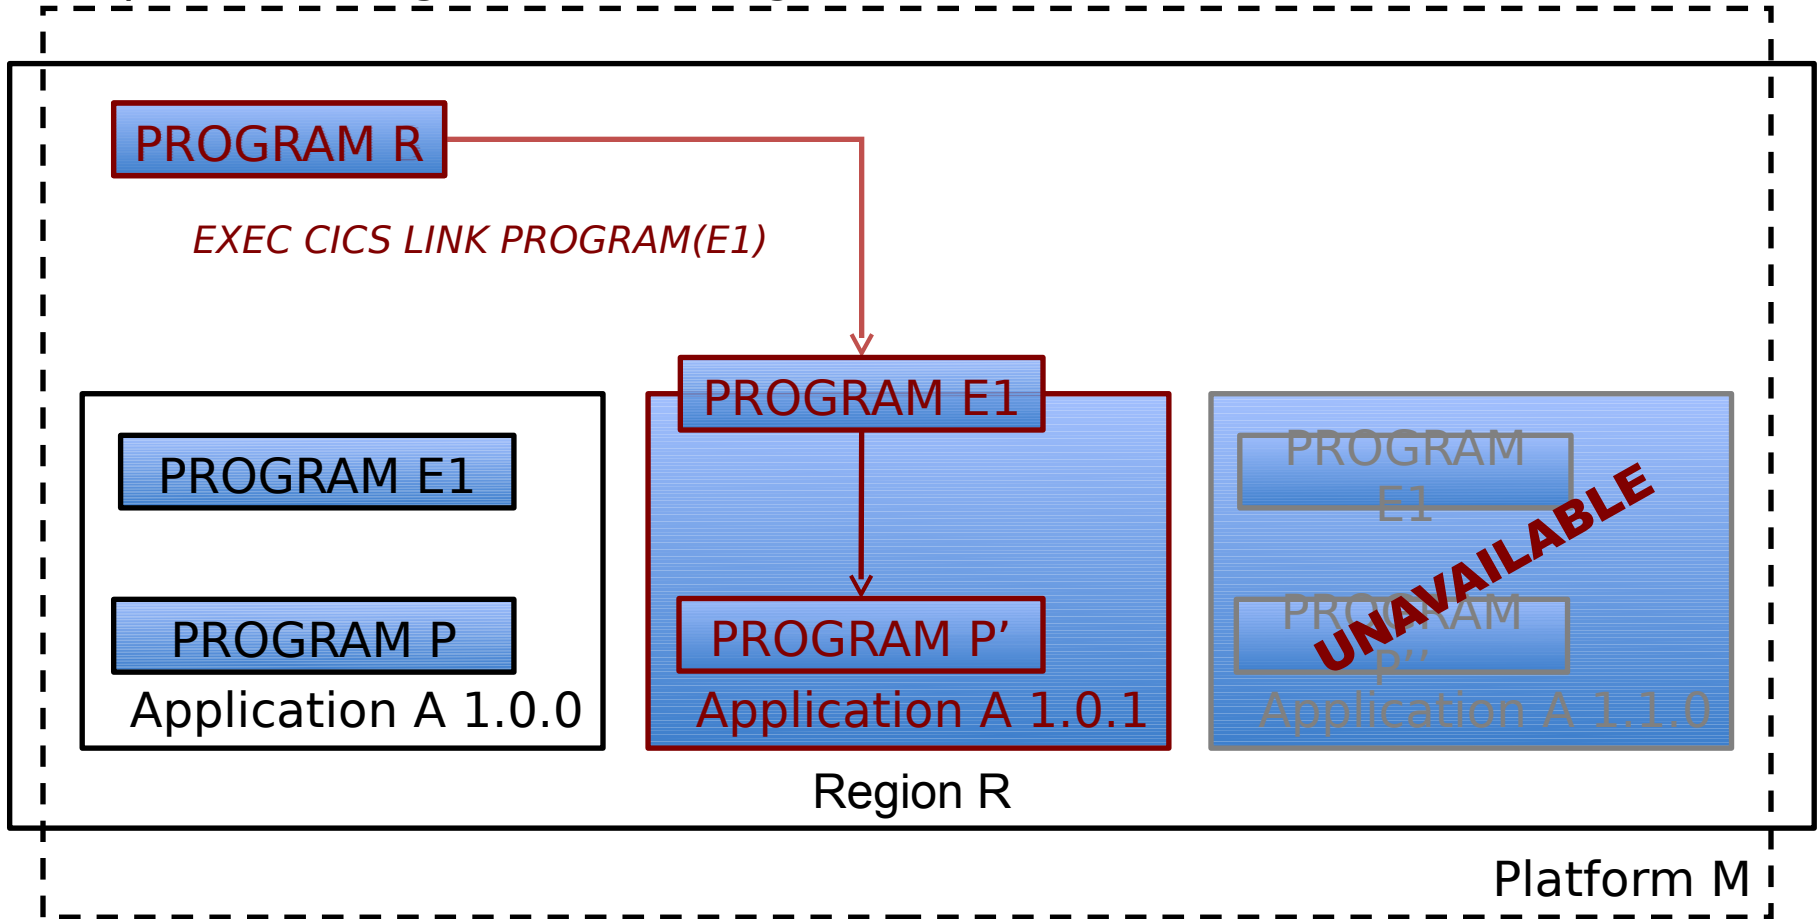 PROGRAM R
EXEC CICS LINK PROGRAM(E1)
PROGRAM E1
PROGRAM E1
PROGRAM
E1
UNAVAILABLE
PROGRAM P
PROGRAM P’
PROGRAM
P’’
Application A 1.0.0
Application A 1.0.1
Application A 1.1.0
Region R
Platform M